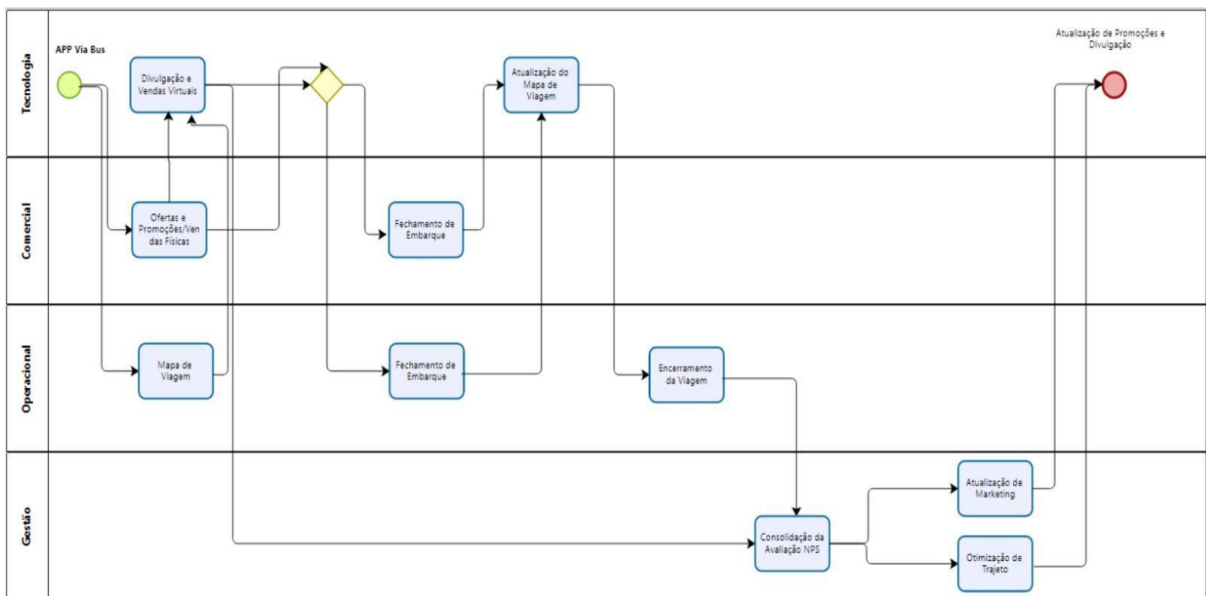 Tecnologia
APP Via Bus
Divulgação e
Vendas Virtuais
Atualização do
Mapa de
Viagem
Atualização de Promoções e
Divulgação
Comercial
Ofertas e
Promoções/Ven
das Físicas
Fechamento de
Embarque
Operacional
Mapa de
Viagem
Fechamento de
Embarque
Encerramento
da Viagem
Gestão
Consolidação da
Avaliação NPS
Atualização de
Marketing
Otimização de
Trajeto